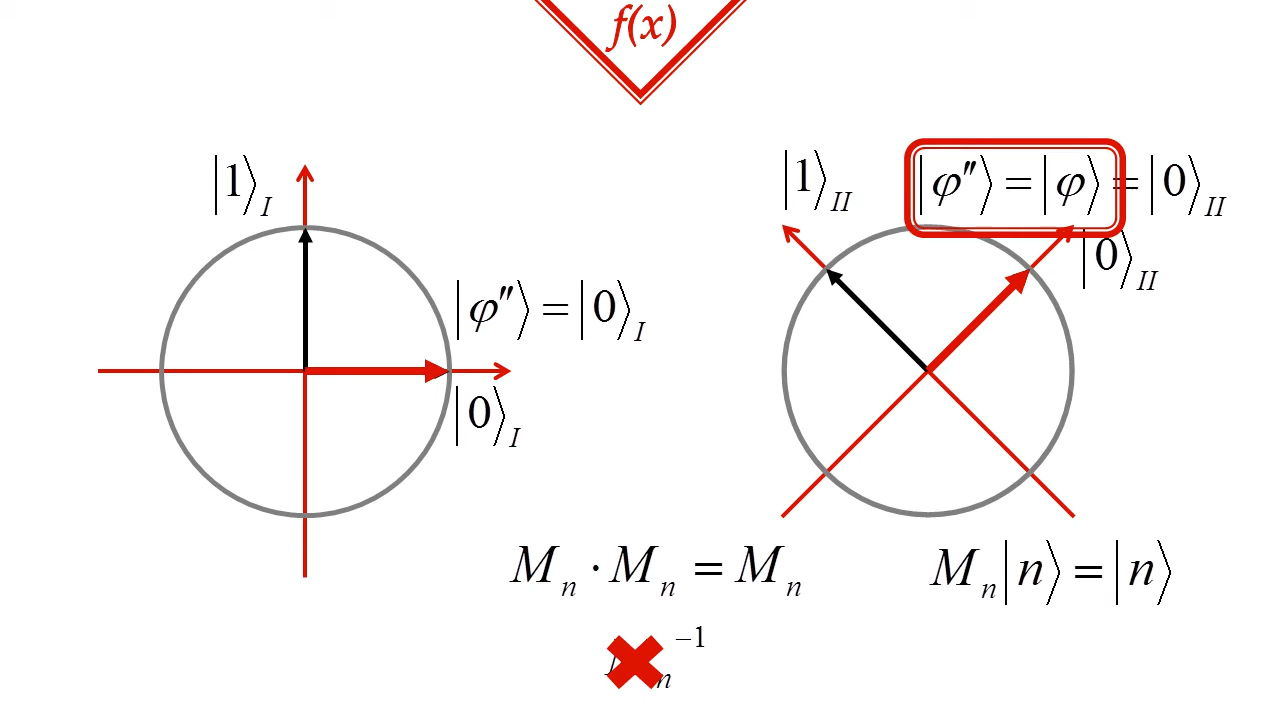 f(x)
|1⟩_I
|1⟩_II
|φ″⟩ = |φ⟩ = |0⟩_II
|0⟩_II
|φ″⟩ = |0⟩_I
|0⟩_I
M_n · M_n = M_n
M_n|n⟩ = |n⟩
n −1